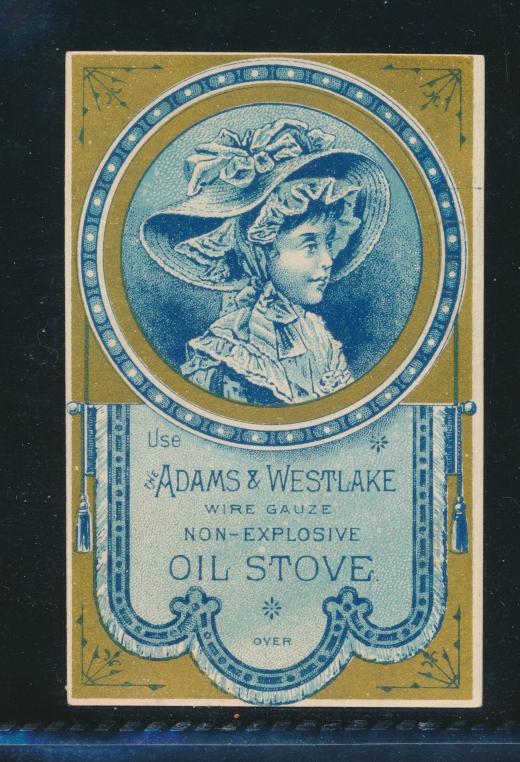 Use
THE ADAMS & WESTLAKE
WIRE GAUZE
NON-EXPLOSIVE
OIL STOVE.
OVER